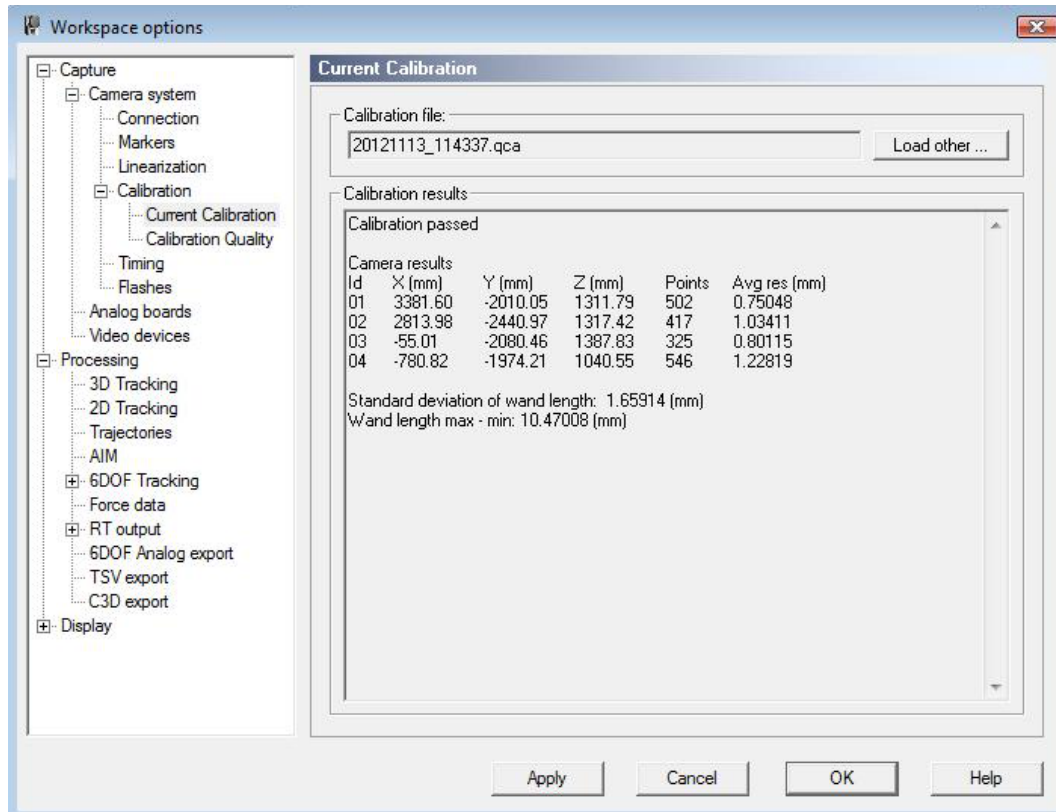 Workspace options
Capture
Camera system
Connection
Markers
Linearization
Calibration
Current Calibration
Calibration Quality
Timing
Flashes
Analog boards
Video devices
Processing
3D Tracking
2D Tracking
Trajectories
AIM
6DOF Tracking
Force data
RT output
6DOF Analog export
TSV export
C3D export
Display
Current Calibration
Calibration file:
20121113_114337.qca
Load other ...
Calibration results
Calibration passed
Camera results
Id X (mm) Y (mm) Z (mm) Points Avg res (mm)
01 3381.60 -2010.05 1311.79 502 0.75048
02 2813.98 -2440.97 1317.42 417 1.03411
03 -55.01 -2080.46 1387.83 325 0.80115
04 -780.82 -1974.21 1040.55 546 1.22819
Standard deviation of wand length: 1.65914 (mm)
Wand length max - min: 10.47008 (mm)
Apply
Cancel
OK
Help